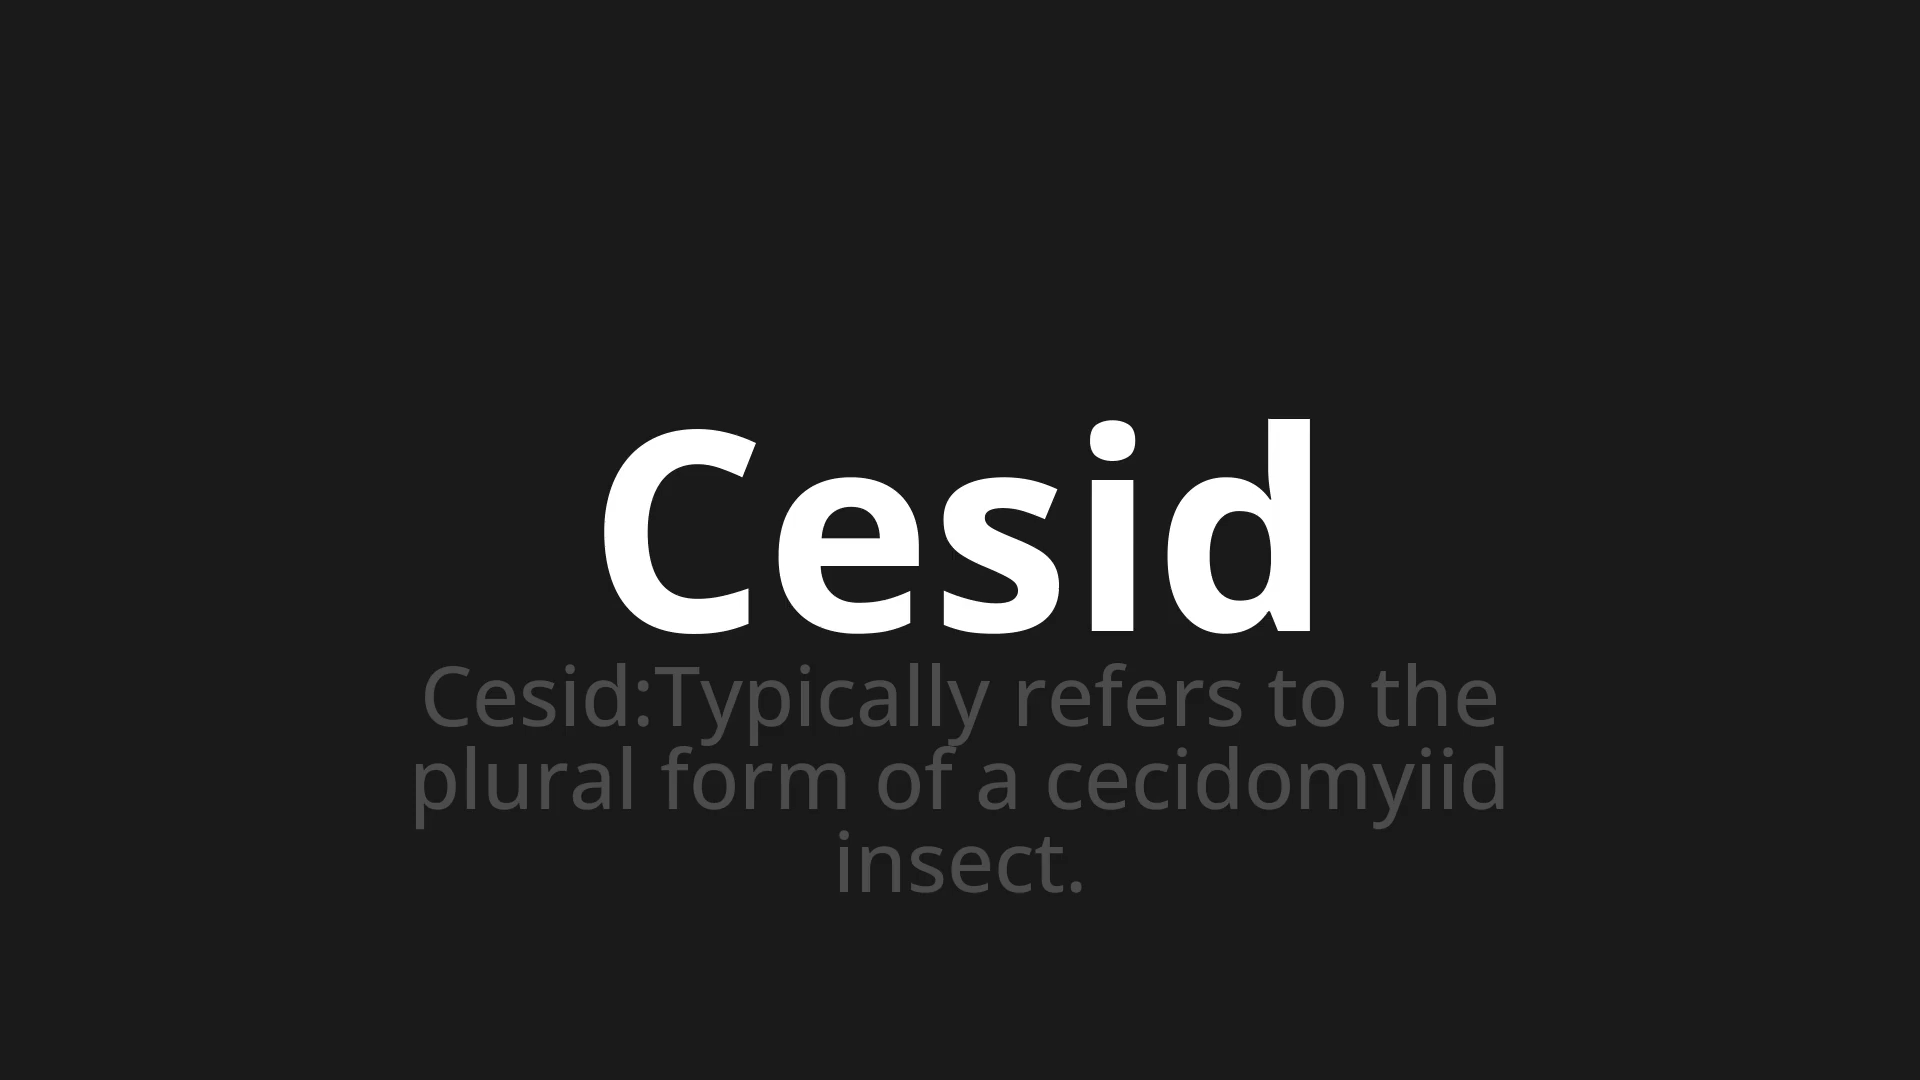 Cesid
Cesid:Typically refers to the
plural form of a cecidomyiid
insect.